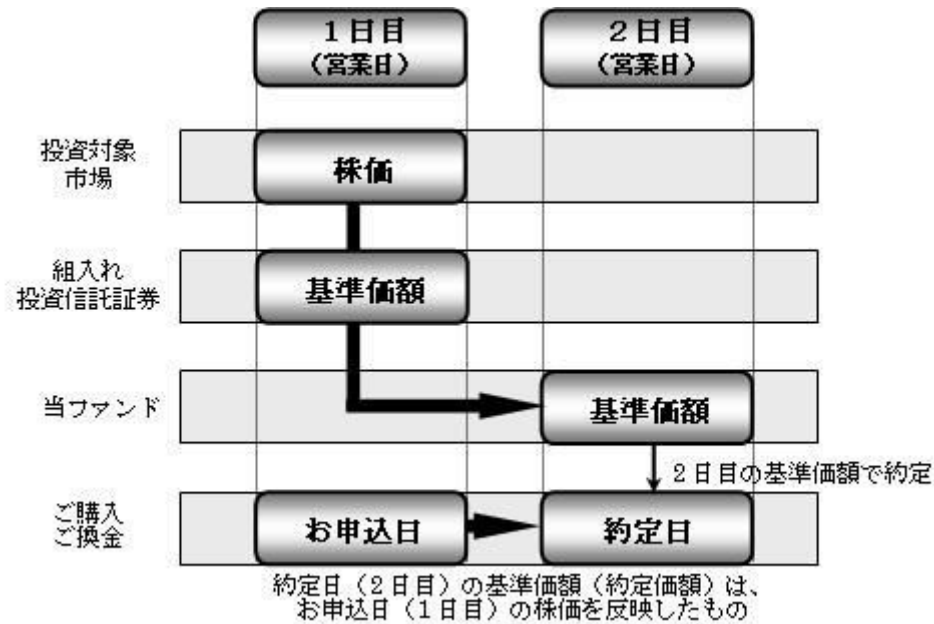 1日目
(営業日)
2日目
(営業日)
投資対象
市場
株価
組入れ
投資信託証券
基準価額
当ファンド
基準価額
2日目の基準価額で約定
ご購入
ご換金
お申込日
約定日
約定日(2日目)の基準価額(約定価額)は、
お申込日(1日目)の株価を反映したもの